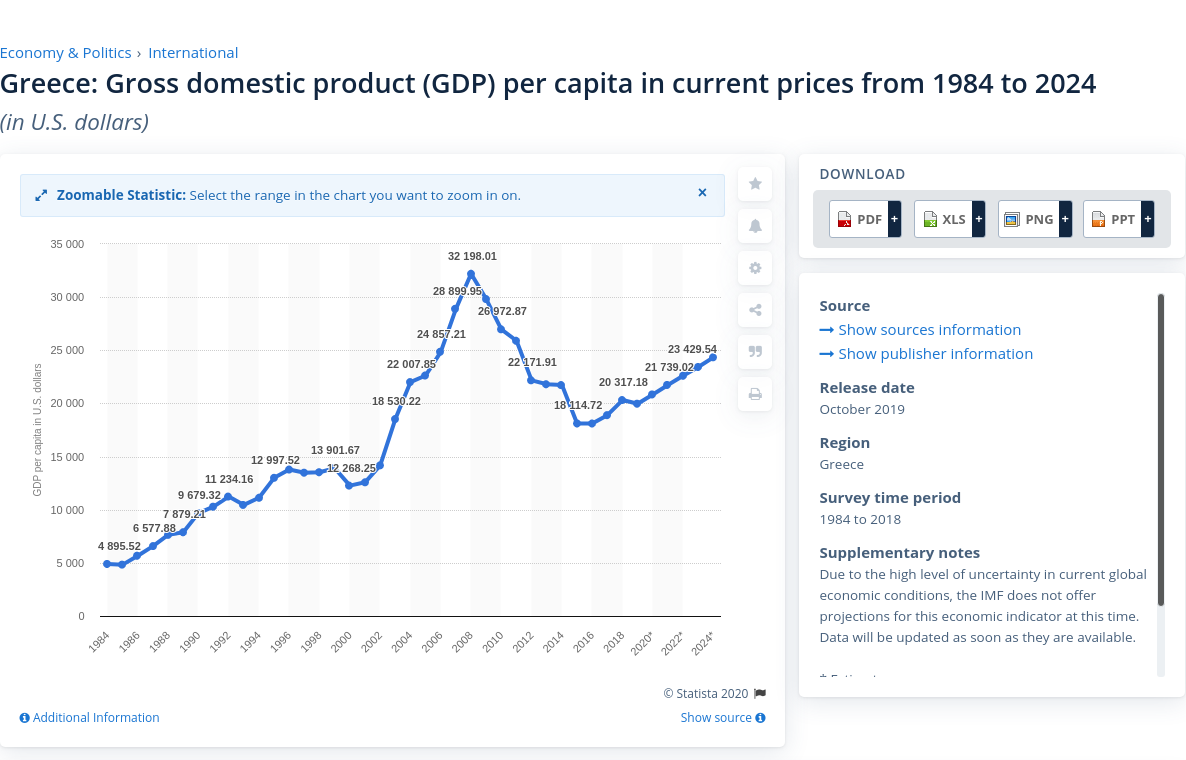 Economy & Politics › International
Greece: Gross domestic product (GDP) per capita in current prices from 1984 to 2024
(in U.S. dollars)
Zoomable Statistic: Select the range in the chart you want to zoom in on.
×
GDP per capita in U.S. dollars
35 000
30 000
25 000
20 000
15 000
10 000
5 000
0
4 895.52
6 577.88
7 879.21
9 679.32
11 234.16
12 997.52
13 901.67
12 268.25
18 530.22
22 007.85
24 857.21
28 899.95
32 198.01
26 972.87
22 171.91
18 114.72
20 317.18
21 739.02
23 429.54
1984
1986
1988
1990
1992
1994
1996
1998
2000
2002
2004
2006
2008
2010
2012
2014
2016
2018
2020*
2022*
2024*
© Statista 2020
Additional Information
Show source
DOWNLOAD
PDF + XLS + PNG + PPT +
Source
Show sources information
Show publisher information
Release date
October 2019
Region
Greece
Survey time period
1984 to 2018
Supplementary notes
Due to the high level of uncertainty in current global
economic conditions, the IMF does not offer
projections for this economic indicator at this time.
Data will be updated as soon as they are available.